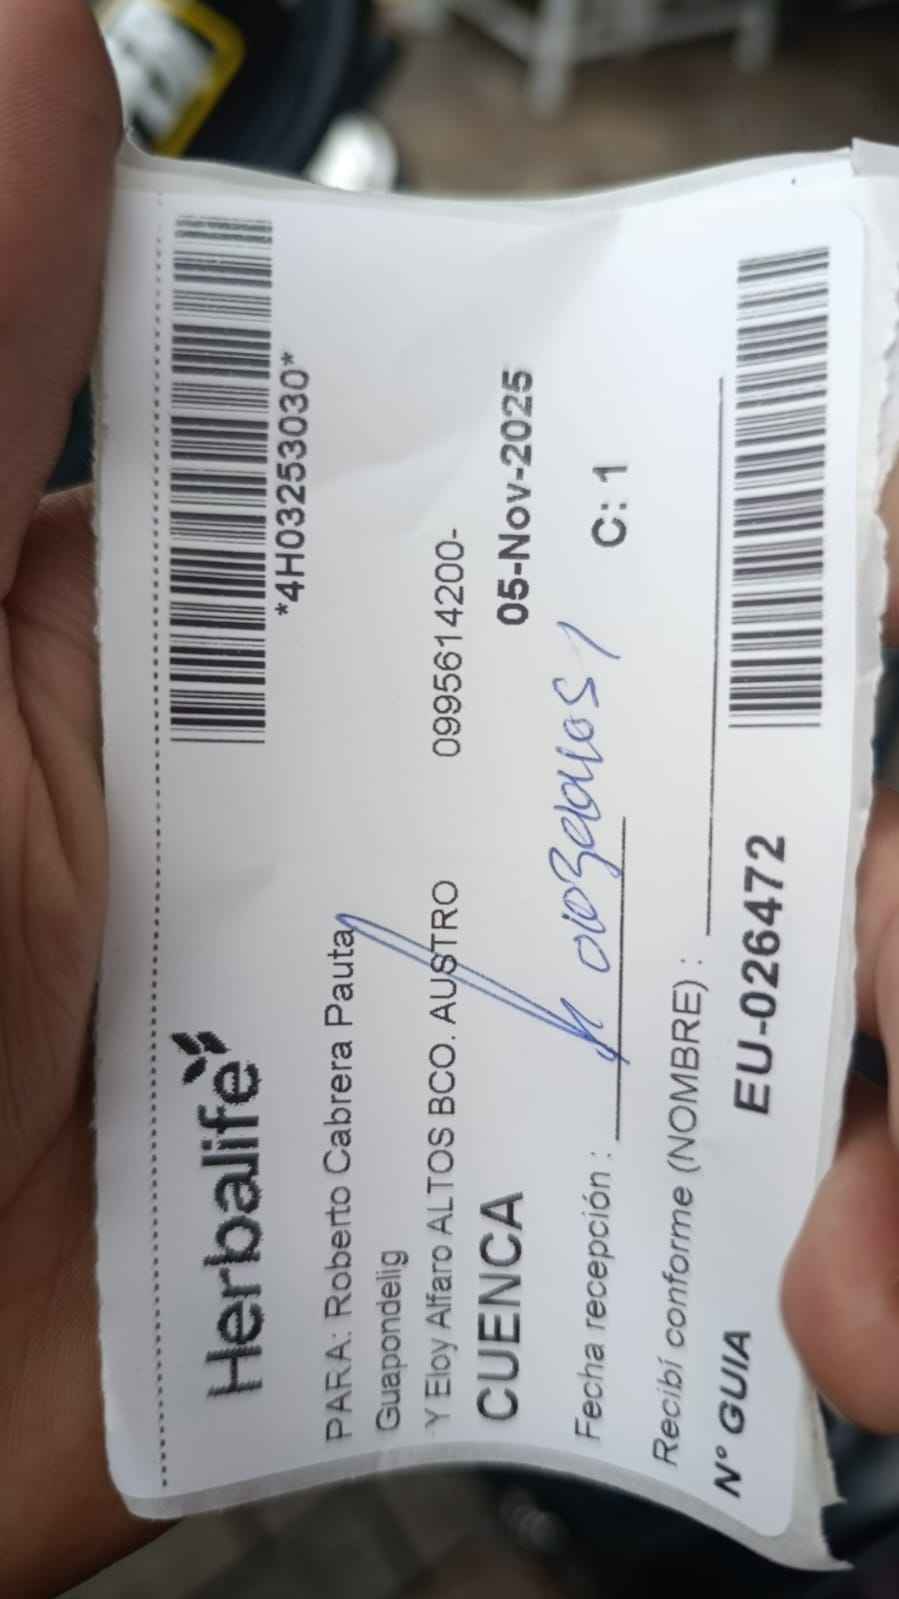 Herbalife
*4H03253030*
PARA: Roberto Cabrera Pauta
Guapondelig
Y Eloy Alfaro ALTOS BCO. AUSTRO 0995614200-
CUENCA 05-Nov-2025
Fecha recepción :
C: 1
Recibí conforme (NOMBRE) :
N° GUIA EU-026472